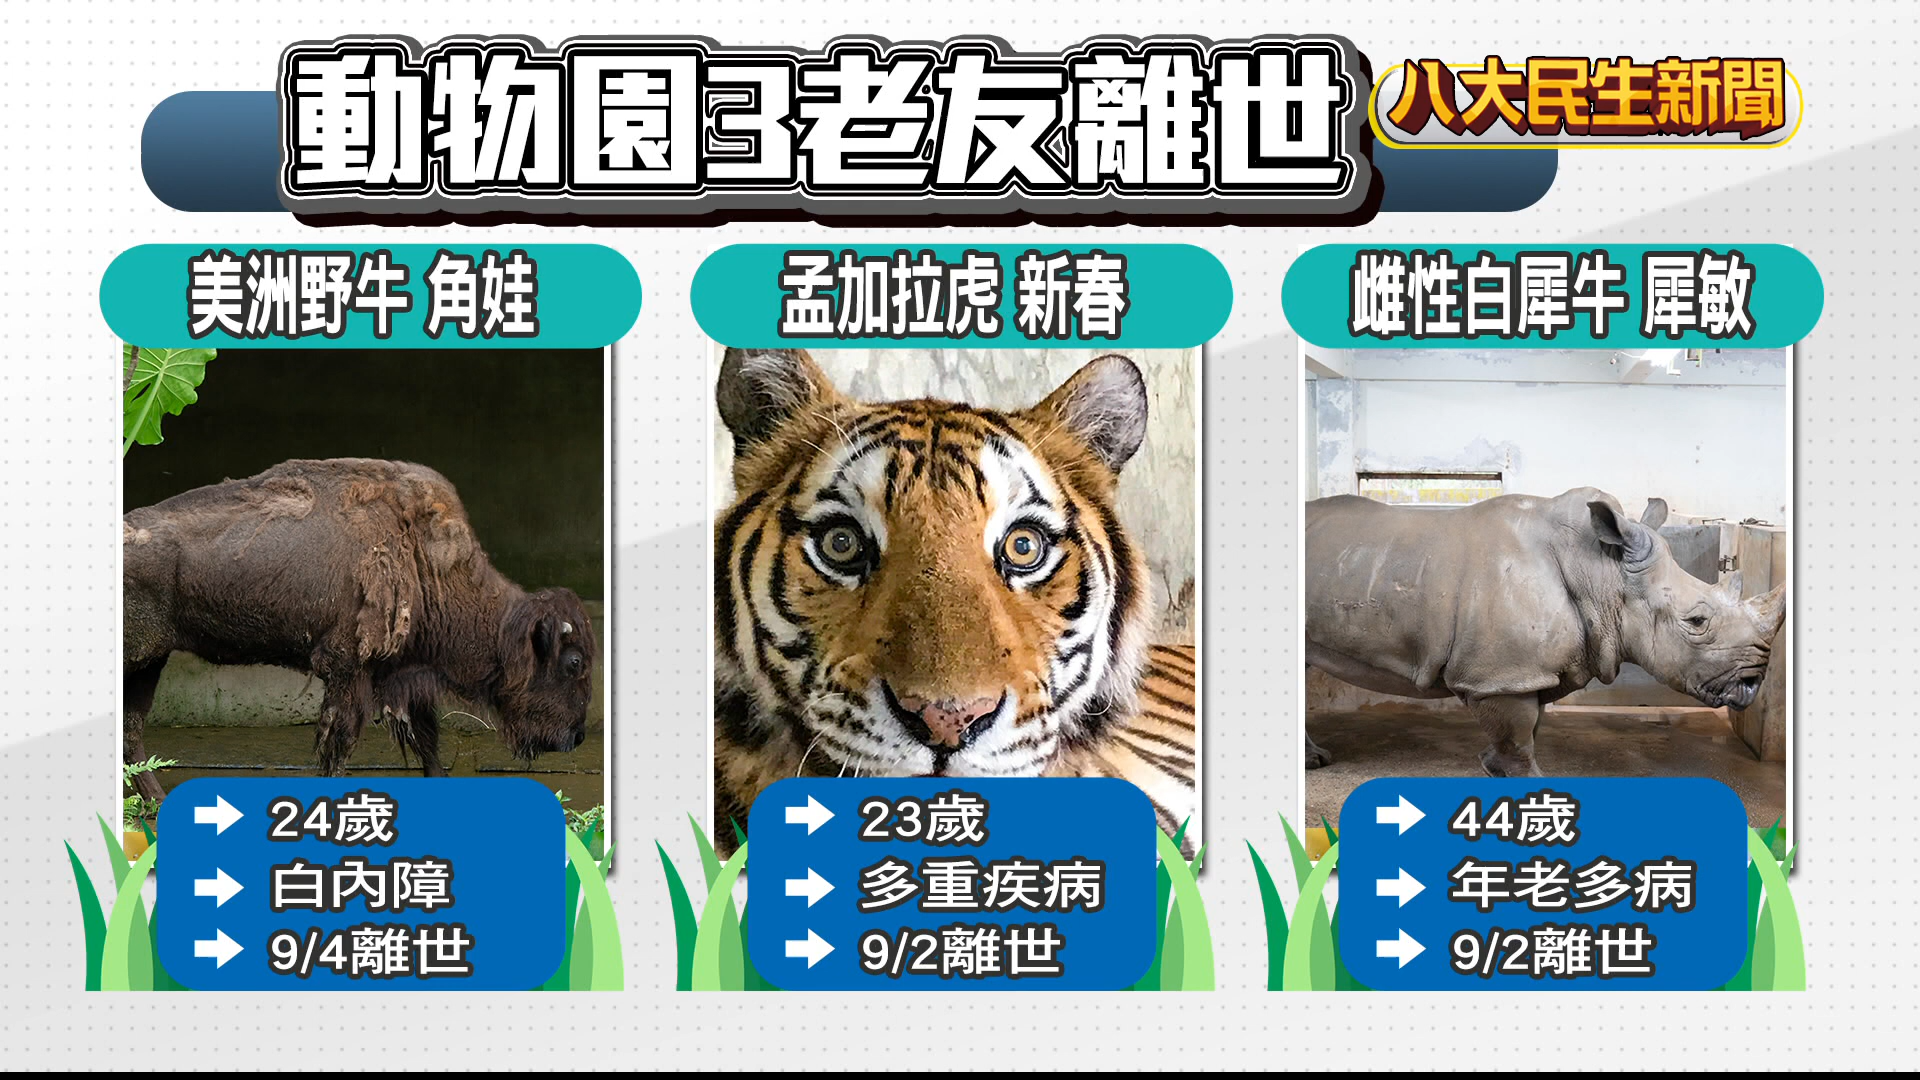 動物園3老友離世
八大民生新聞
美洲野牛 角娃
24歲
白內障
9/4離世
孟加拉虎 新春
23歲
多重疾病
9/2離世
雌性白犀牛 犀敏
44歲
年老多病
9/2離世